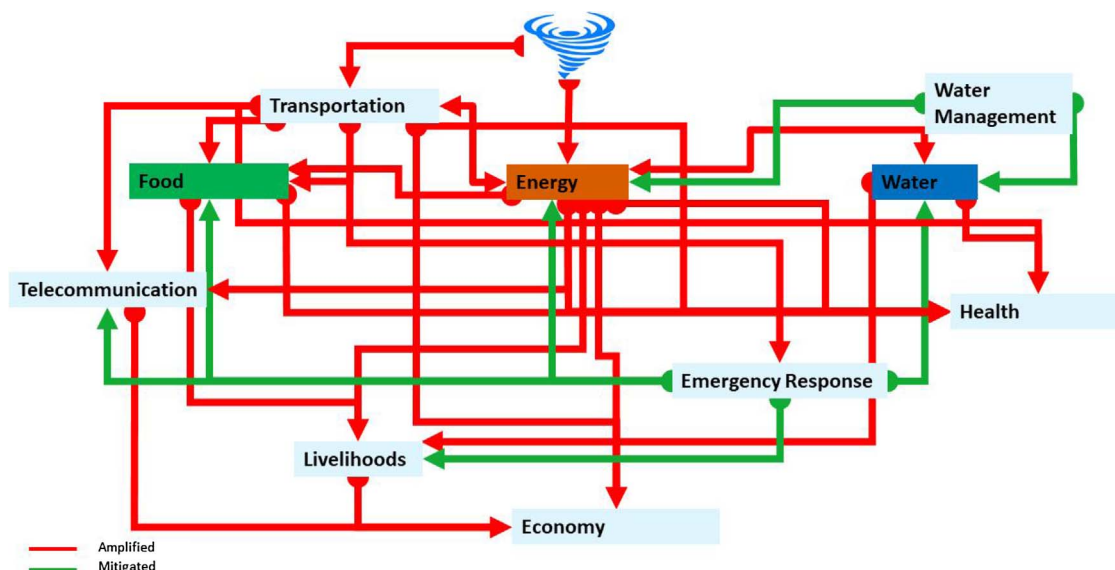 Transportation
Water
Management
Food
Energy
Water
Telecommunication
Health
Emergency Response
Livelihoods
Economy
Amplified
Mitigated